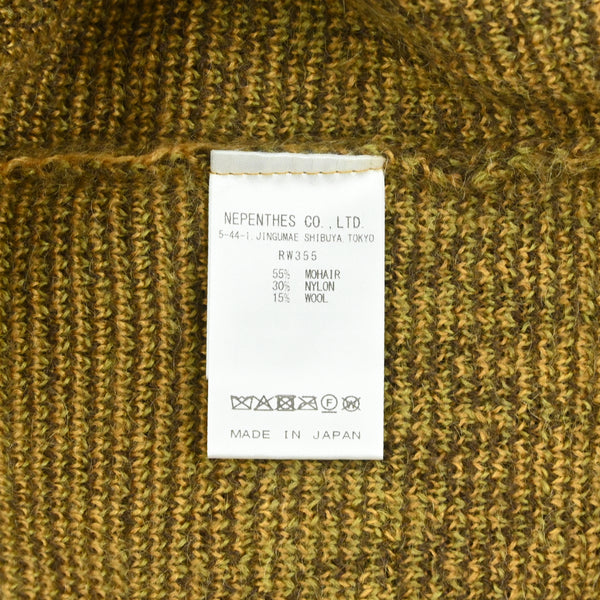 NEPENTHES CO.,LTD.
5-44-1, JINGUMAE SHIBUYA TOKYO
RW355
55% MOHAIR
30% NYLON
15% WOOL
F W
MADE IN JAPAN